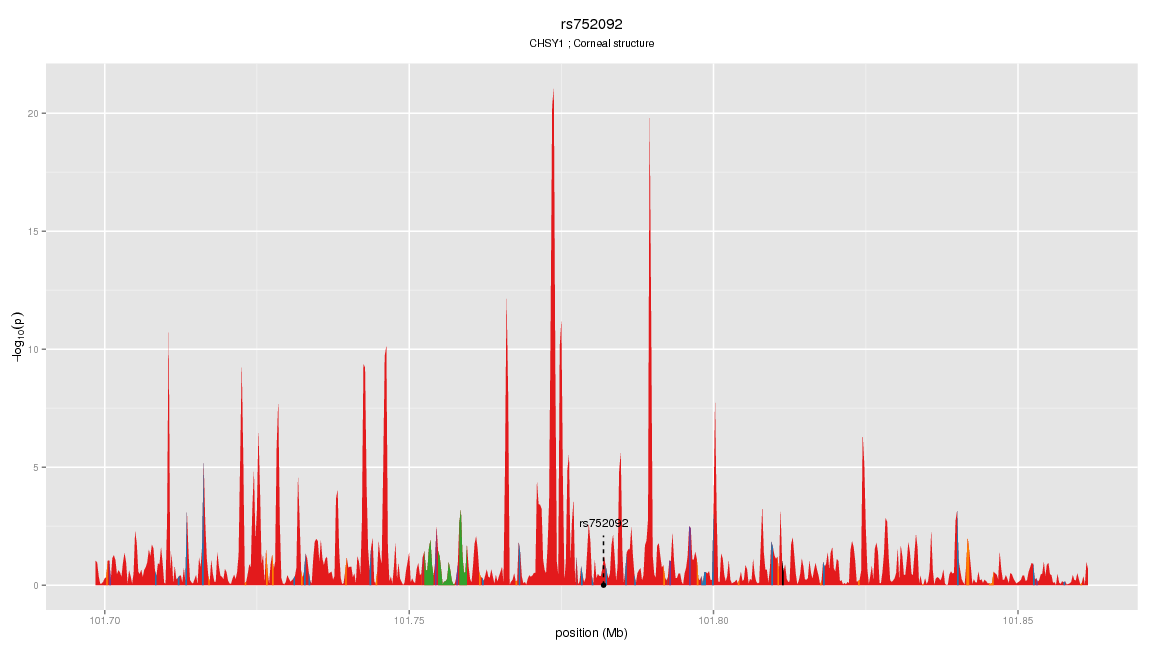 rs752092
CHSY1 ; Corneal structure
20
15
10
5
0
−log10(p)
rs752092
101.70 101.75 101.80 101.85
position (Mb)